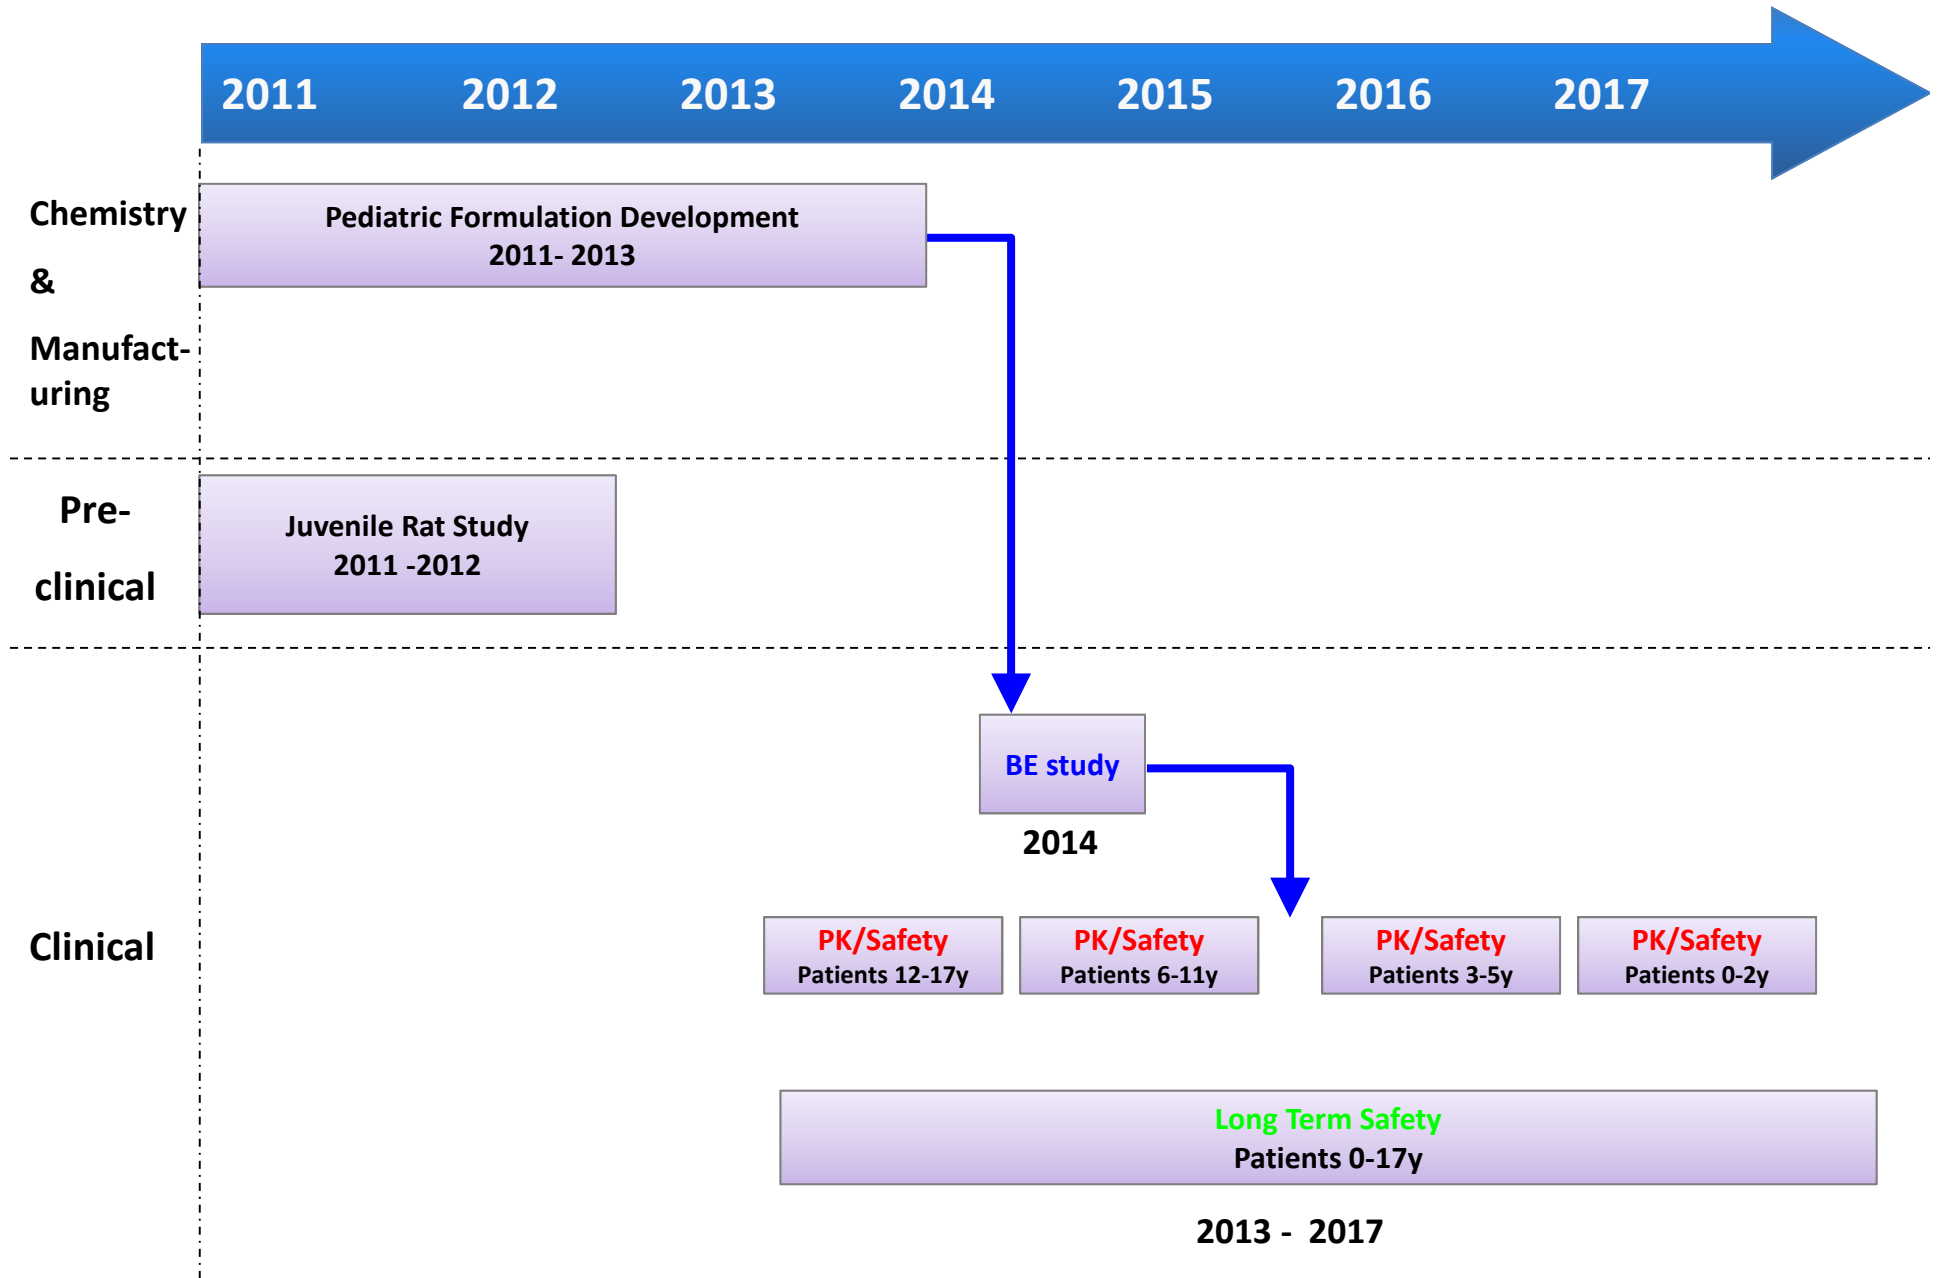 2011 2012 2013 2014 2015 2016 2017
Chemistry
&
Manufact-
uring
Pediatric Formulation Development
2011- 2013
Pre-
clinical
Juvenile Rat Study
2011 -2012
Clinical
BE study
2014
PK/Safety
Patients 12-17y
PK/Safety
Patients 6-11y
PK/Safety
Patients 3-5y
PK/Safety
Patients 0-2y
Long Term Safety
Patients 0-17y
2013 -  2017